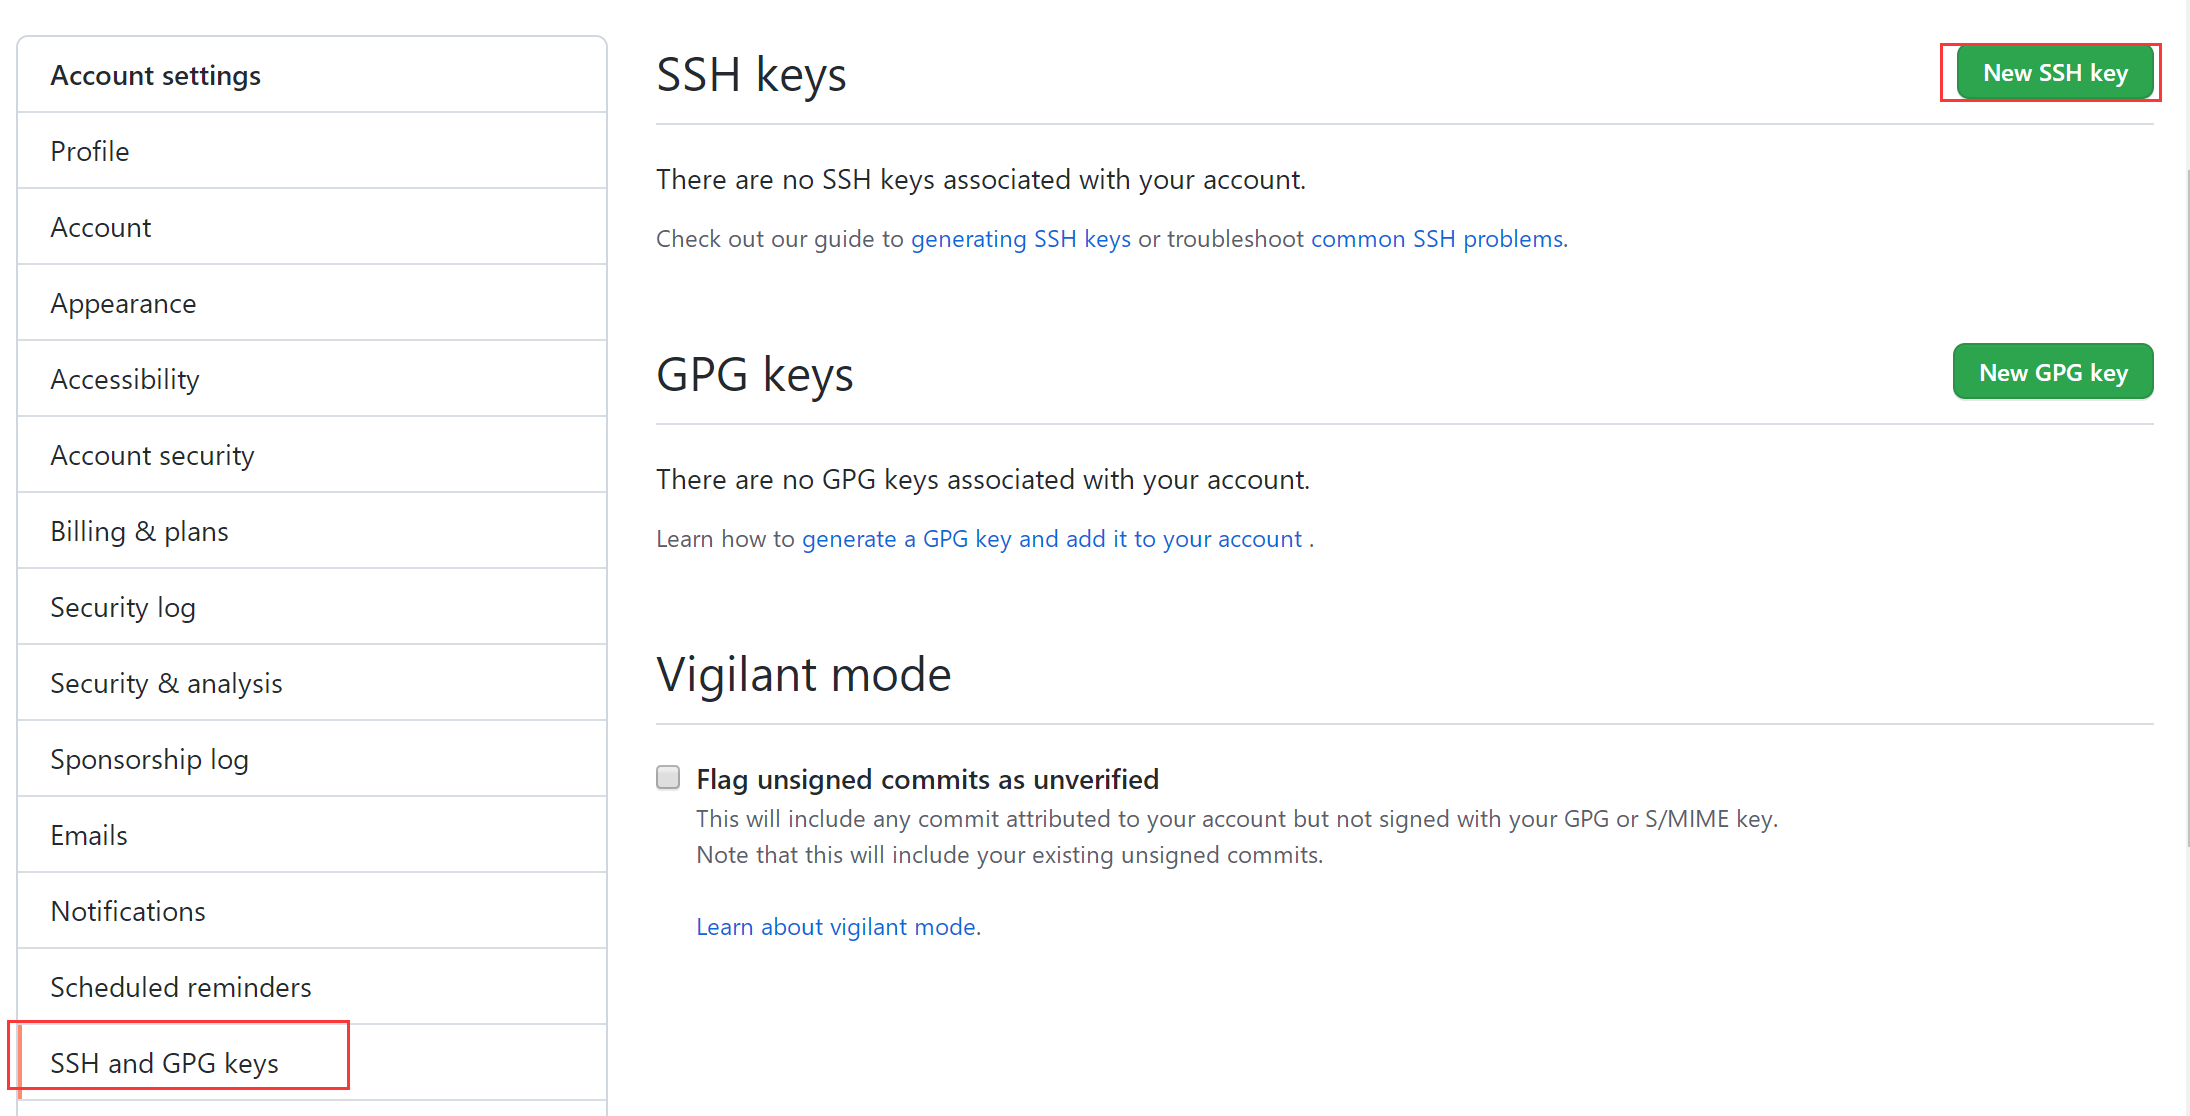 Account settings
Profile
Account
Appearance
Accessibility
Account security
Billing & plans
Security log
Security & analysis
Sponsorship log
Emails
Notifications
Scheduled reminders
SSH and GPG keys
SSH keys
New SSH key
There are no SSH keys associated with your account.
Check out our guide to generating SSH keys or troubleshoot common SSH problems.
GPG keys
New GPG key
There are no GPG keys associated with your account.
Learn how to generate a GPG key and add it to your account .
Vigilant mode
Flag unsigned commits as unverified
This will include any commit attributed to your account but not signed with your GPG or S/MIME key.
Note that this will include your existing unsigned commits.
Learn about vigilant mode.